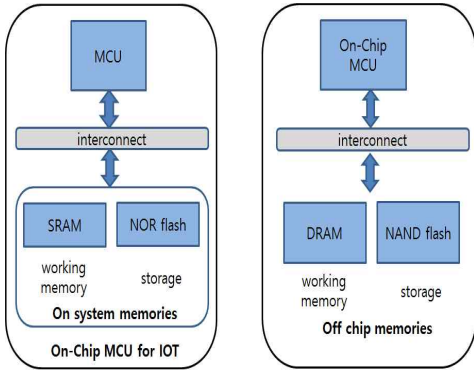 MCU
interconnect
SRAM
NOR flash
working
memory
storage
On system memories
On-Chip MCU for IOT
On-Chip
MCU
interconnect
DRAM
NAND flash
working
memory
storage
Off chip memories